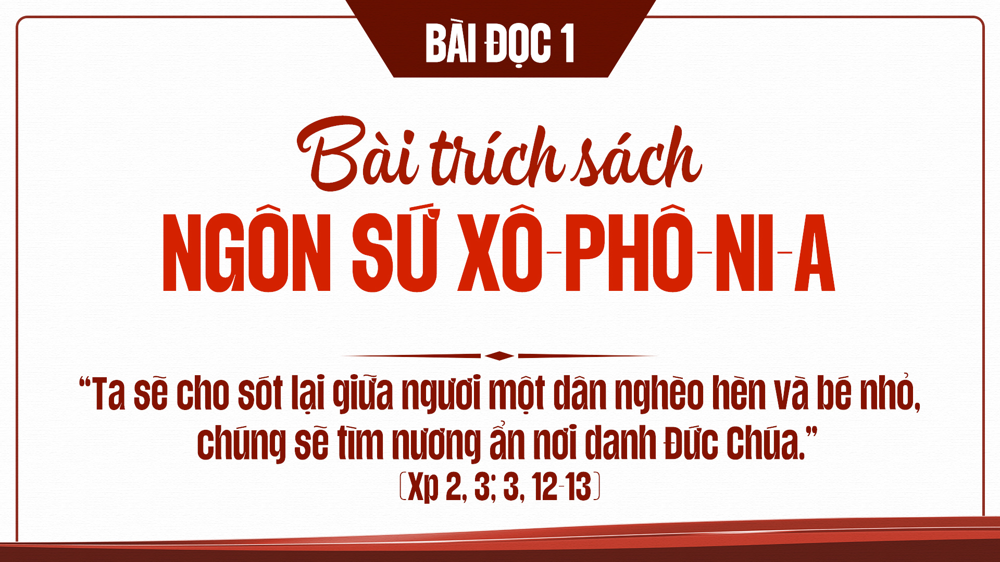 BÀI ĐỌC 1
Bài trích sách
NGÔN SỨ XÔ-PHÔ-NI-A
“Ta sẽ cho sót lại giữa ngươi một dân nghèo hèn và bé nhỏ,
chúng sẽ tìm nương ẩn nơi danh Đức Chúa.”
(Xp 2, 3; 3, 12-13)